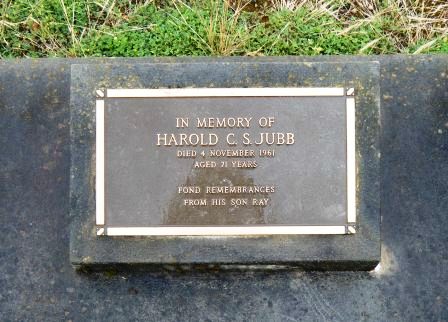 IN MEMORY OF
HAROLD C. S. JUBB
DIED 4 NOVEMBER 1961
AGED 71 YEARS
FOND REMEMBRANCES
FROM HIS SON RAY